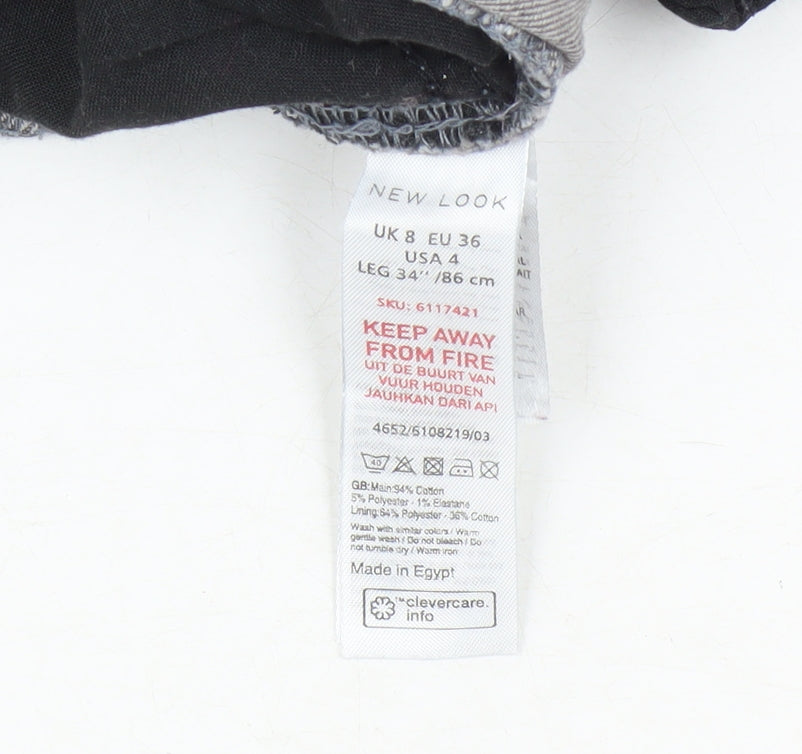 NEW LOOK
UK 8 EU 36
USA 4
LEG 34'' /86 cm
SKU: 6117421
KEEP AWAY
FROM FIRE
UIT DE BUURT VAN
VUUR HOUDEN
JAUHKAN DARI API
4652/6108219/03
40
GB:Main:94% Cotton
5% Polyester - 1% Elastane
Lining:64% Polyester - 36% Cotton
Wash with similar colors / Warm
gentle wash / Do not bleach / Do
not tumble dry / Warm iron
Made in Egypt
™clevercare.
info